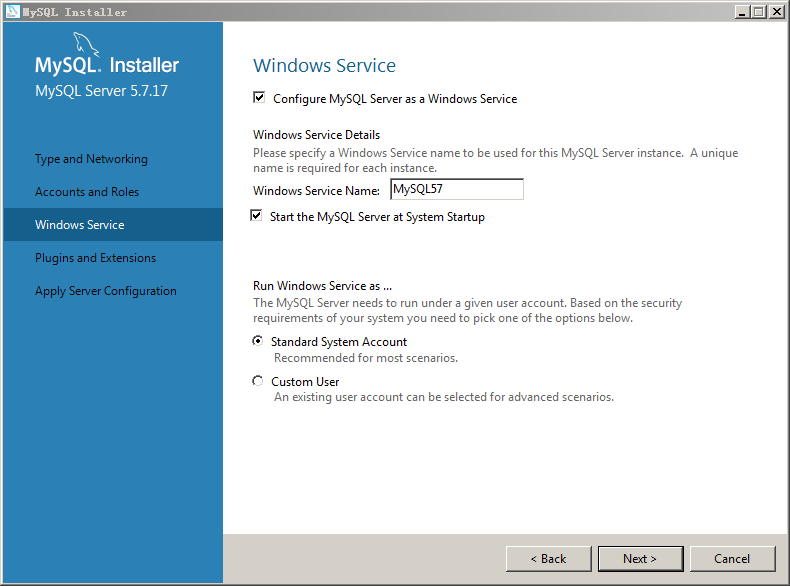 MySQL Installer
MySQL. Installer
MySQL Server 5.7.17
Type and Networking
Accounts and Roles
Windows Service
Plugins and Extensions
Apply Server Configuration
Windows Service
Configure MySQL Server as a Windows Service
Windows Service Details
Please specify a Windows Service name to be used for this MySQL Server instance. A unique
name is required for each instance.
Windows Service Name: MySQL57
Start the MySQL Server at System Startup
Run Windows Service as ...
The MySQL Server needs to run under a given user account. Based on the security
requirements of your system you need to pick one of the options below.
Standard System Account
Recommended for most scenarios.
Custom User
An existing user account can be selected for advanced scenarios.
< Back Next > Cancel